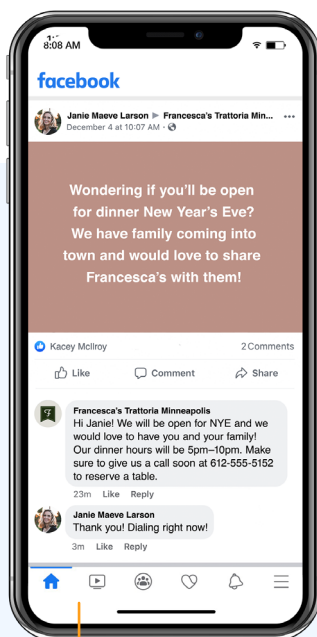 8:08 AM
facebook
Janie Maeve Larson ▶ Francesca's Trattoria Min... •••
December 4 at 10:07 AM ·
Wondering if you'll be open
for dinner New Year's Eve?
We have family coming into
town and would love to share
Francesca's with them!
Kacey McIlroy 2 Comments
Like Comment Share
Francesca's Trattoria Minneapolis
Hi Janie! We will be open for NYE and we
would love to have you and your family!
Our dinner hours will be 5pm–10pm. Make
sure to give us a call soon at 612-555-5152
to reserve a table.
23m Like Reply
Janie Maeve Larson
Thank you! Dialing right now!
3m Like Reply